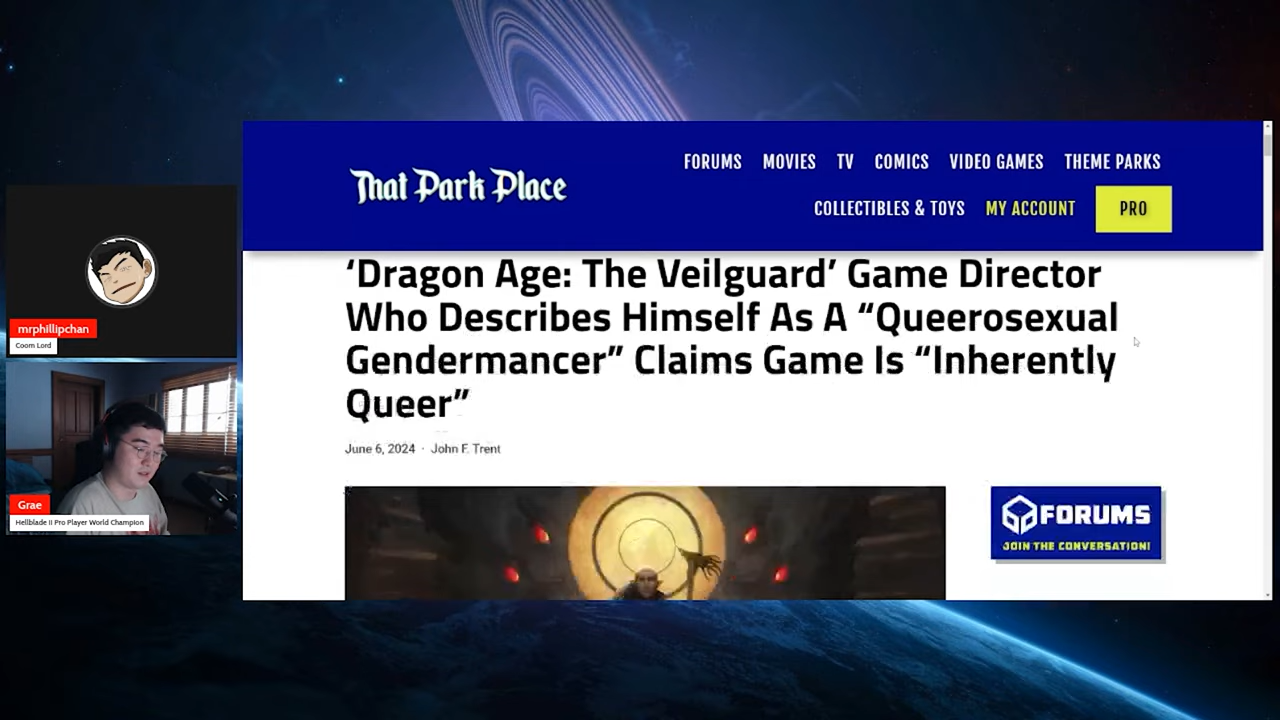 That Park Place
FORUMS MOVIES TV COMICS VIDEO GAMES THEME PARKS
COLLECTIBLES & TOYS MY ACCOUNT PRO
‘Dragon Age: The Veilguard’ Game Director
Who Describes Himself As A “Queerosexual
Gendermancer” Claims Game Is “Inherently
Queer”
June 6, 2024 · John F. Trent
FORUMS
JOIN THE CONVERSATION!
mrphillipchan
Coom Lord
Grae
Hellblade II Pro Player World Champion